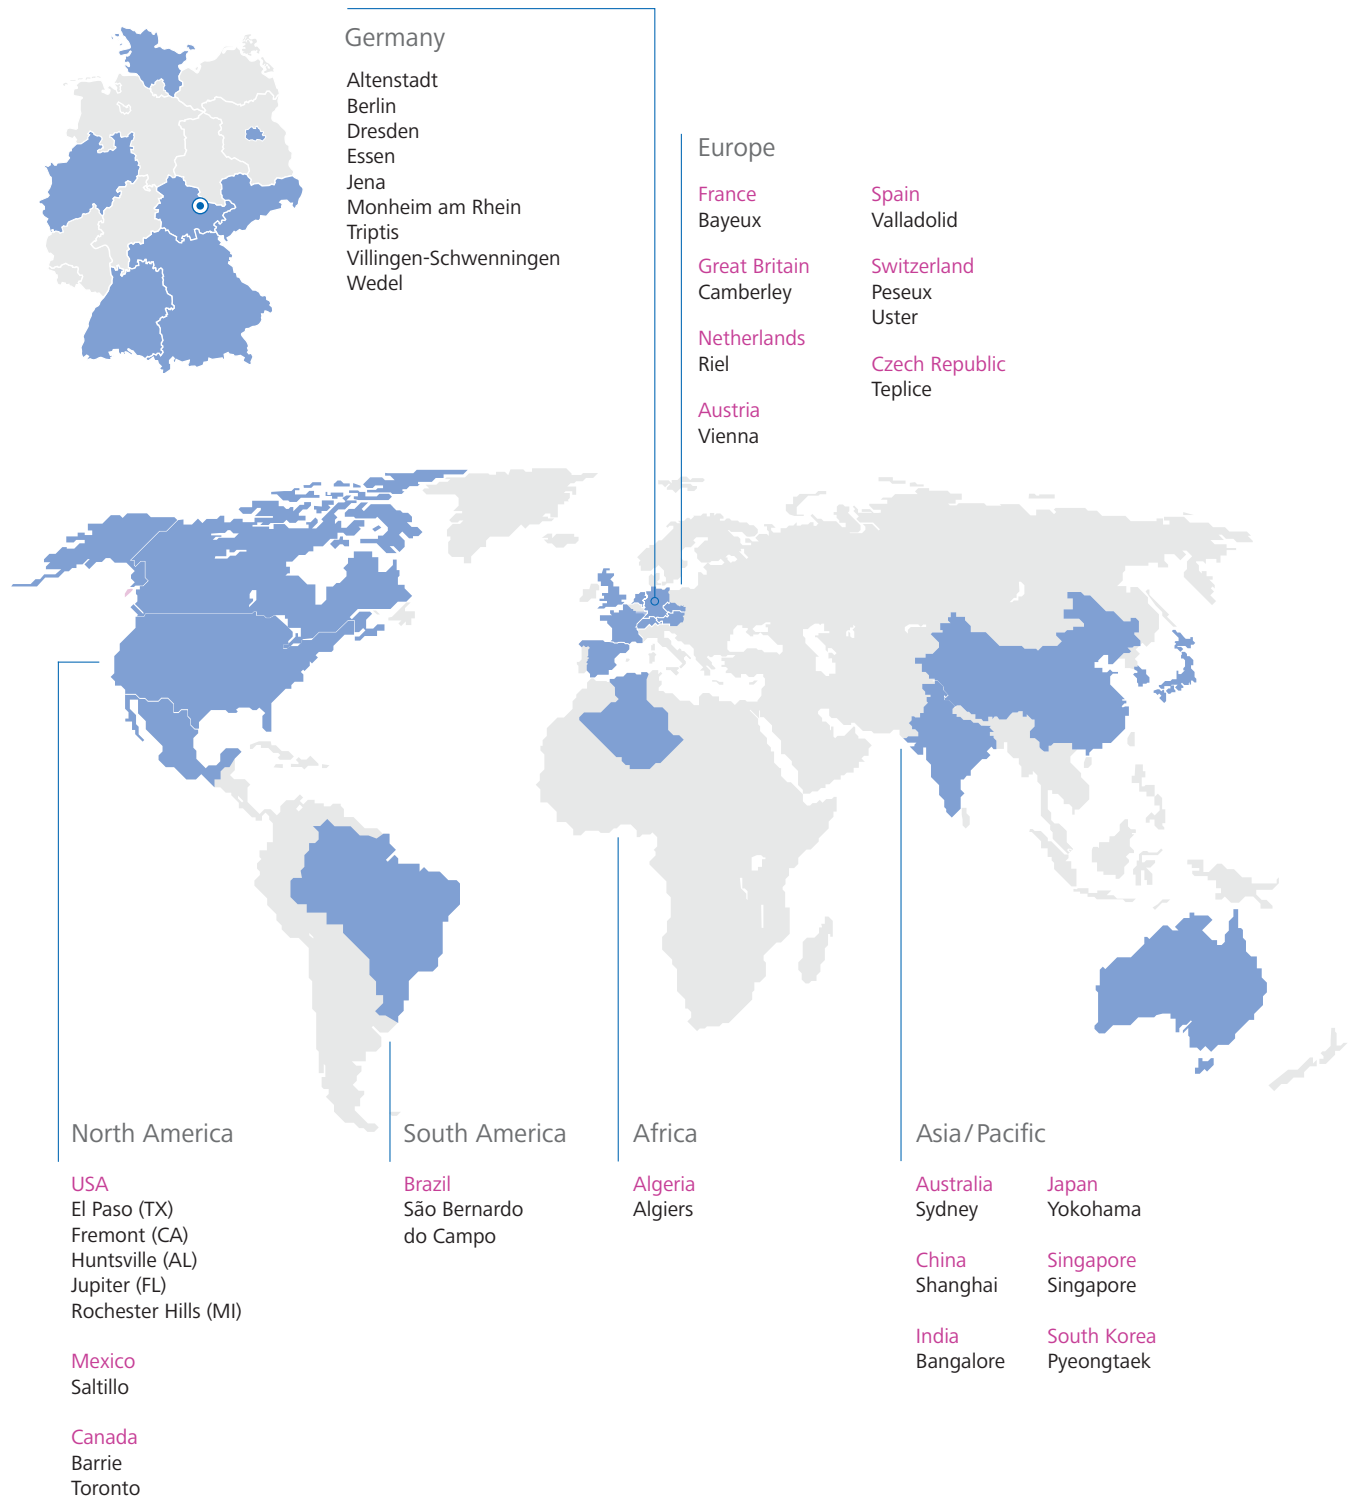 Germany
Altenstadt
Berlin
Dresden
Essen
Jena
Monheim am Rhein
Triptis
Villingen-Schwenningen
Wedel
Europe
France
Bayeux
Great Britain
Camberley
Netherlands
Riel
Austria
Vienna
Spain
Valladolid
Switzerland
Peseux
Uster
Czech Republic
Teplice
North America
USA
El Paso (TX)
Fremont (CA)
Huntsville (AL)
Jupiter (FL)
Rochester Hills (MI)
Mexico
Saltillo
Canada
Barrie
Toronto
South America
Brazil
São Bernardo
do Campo
Africa
Algeria
Algiers
Asia/Pacific
Australia
Sydney
China
Shanghai
India
Bangalore
Japan
Yokohama
Singapore
Singapore
South Korea
Pyeongtaek